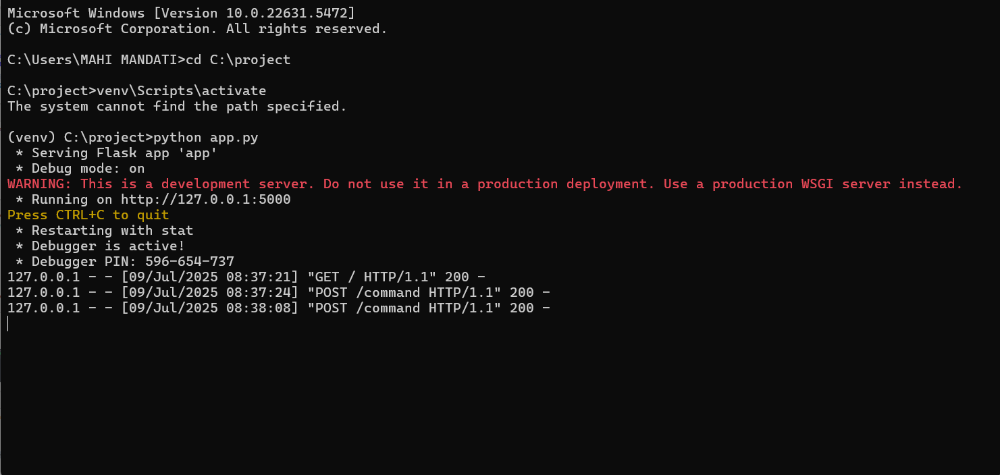 Microsoft Windows [Version 10.0.22631.5472]
(c) Microsoft Corporation. All rights reserved.
C:\Users\MAHI MANDATI>cd C:\project
C:\project>venv\Scripts\activate
The system cannot find the path specified.
(venv) C:\project>python app.py
 * Serving Flask app 'app'
 * Debug mode: on
WARNING: This is a development server. Do not use it in a production deployment. Use a production WSGI server instead.
 * Running on http://127.0.0.1:5000
Press CTRL+C to quit
 * Restarting with stat
 * Debugger is active!
 * Debugger PIN: 596-654-737
127.0.0.1 - - [09/Jul/2025 08:37:21] "GET / HTTP/1.1" 200 -
127.0.0.1 - - [09/Jul/2025 08:37:24] "POST /command HTTP/1.1" 200 -
127.0.0.1 - - [09/Jul/2025 08:38:08] "POST /command HTTP/1.1" 200 -